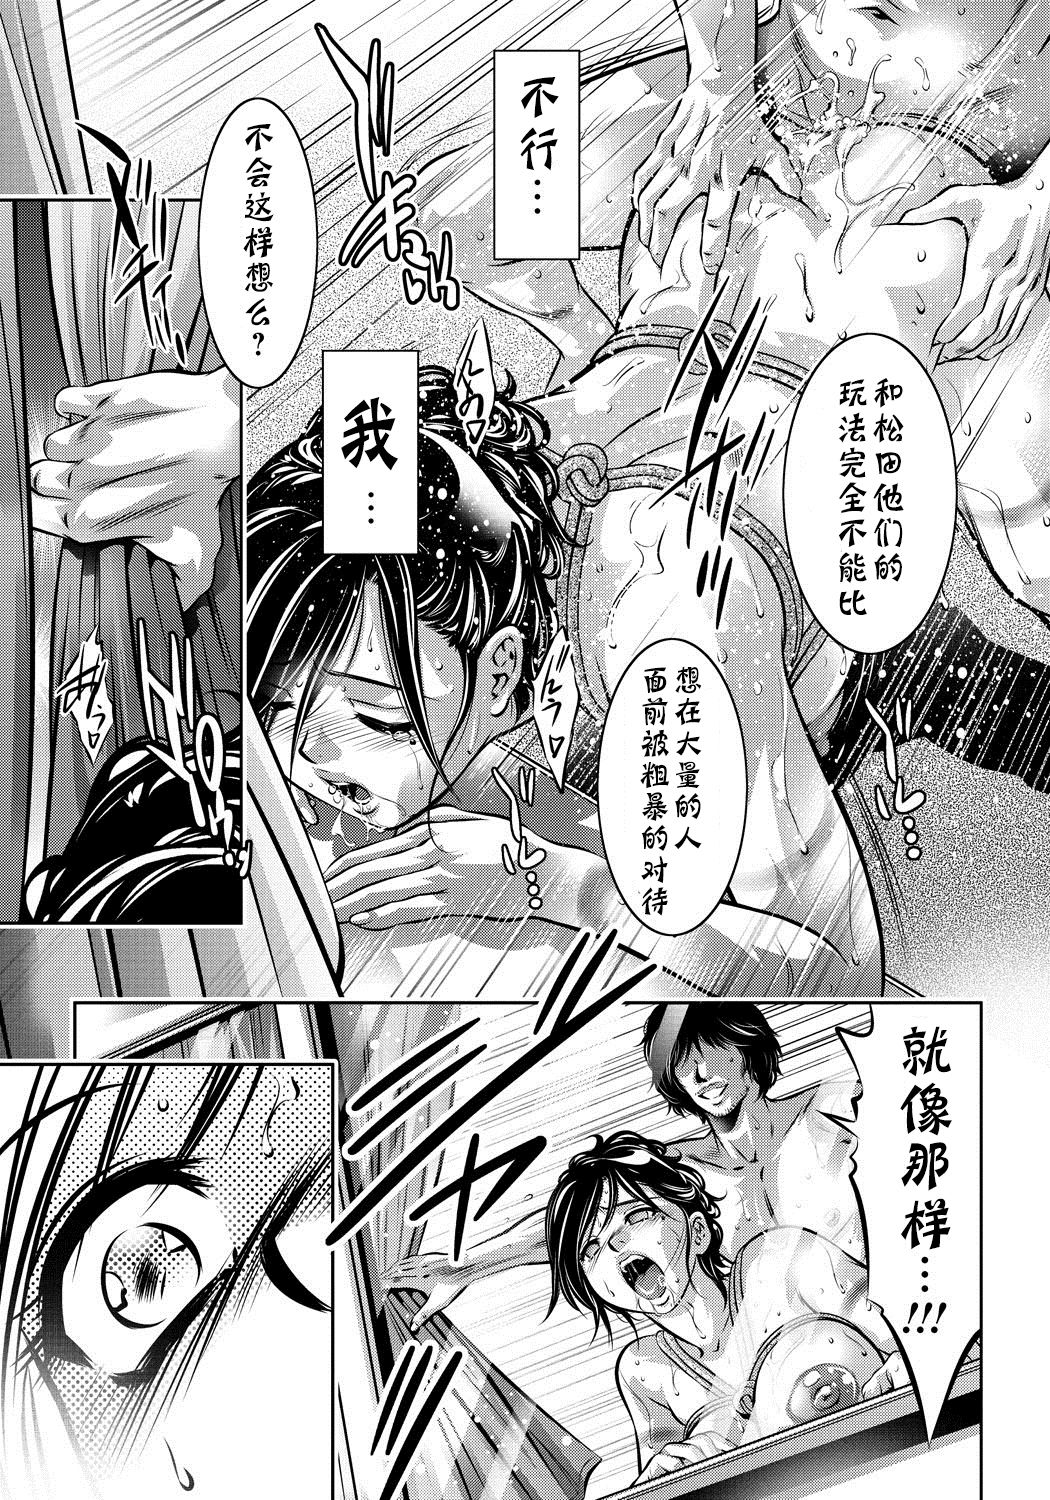 和松田他们的
玩法完全不能比
不行…
想在大量的人
面前被粗暴的对待
我…
不会这样想么？
就像那样…!!!